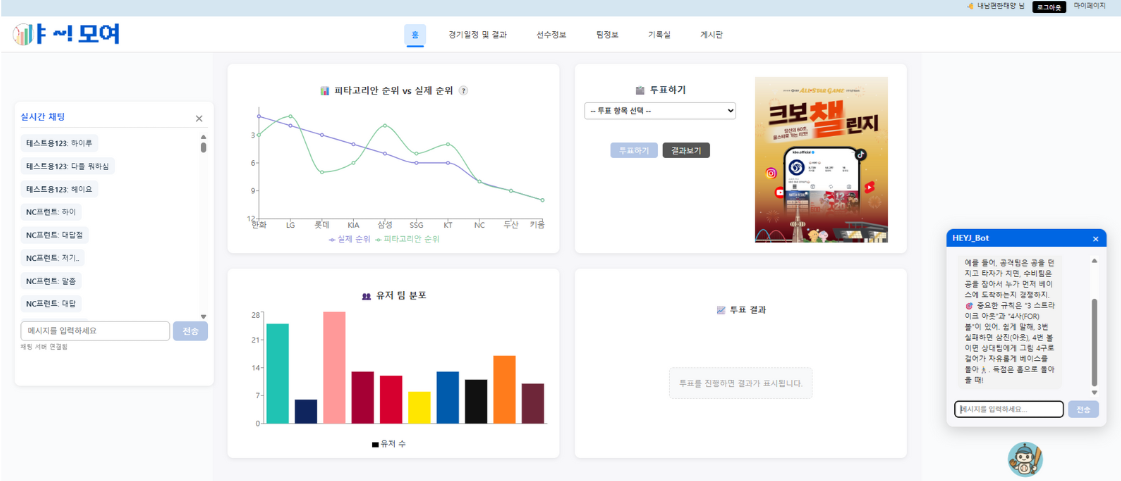 내남편한태양 님
로그아웃
마이페이지
야 ~! 모여
홈
경기일정 및 결과
선수정보
팀정보
기록실
게시판
실시간 채팅
×
테스트용123: 하이루
테스트용123: 다들 뭐하심
테스트용123: 헤이요
NC프런트: 하이
NC프런트: 대답점
NC프런트: 저기..
NC프런트: 말좀
NC프런트: 대답
메시지를 입력하세요
전송
채팅 서버 연결됨
피타고리안 순위 vs 실제 순위 ?
3
6
9
12
한화 LG 롯데 KIA 삼성 SSG KT NC 두산 키움
실제 순위 피타고리안 순위
투표하기
-- 투표 항목 선택 --
투표하기
결과보기
크보
챌
린지
유저 팀 분포
28
21
14
7
0
유저 수
투표 결과
투표를 진행하면 결과가 표시됩니다.
HEYJ_Bot
×
예를 들어, 공격팀은 공을 던
지고 타자가 치면, 수비팀은
공을 잡아서 누가 먼저 베이
스에 도착하는지 결정하지.
중요한 규칙은 "3 스트라
이크 아웃"과 "4사(FOR)
볼"이 있어. 쉽게 말해, 3번
실패하면 삼진(아웃), 4번 볼
이면 상대팀에게 그림 4구로
걸어가 자유롭게 베이스를
돌아. 득점은 홈으로 돌아
올 때!
메시지를 입력하세요...
전송